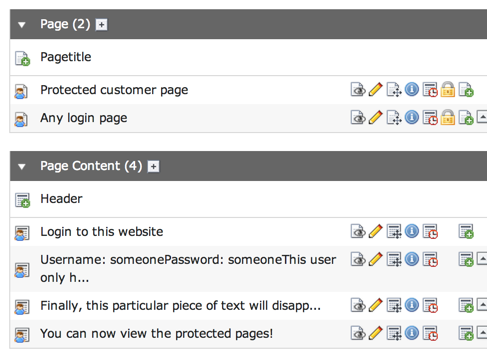 Page (2)
Pagetitle
Protected customer page
Any login page
Page Content (4)
Header
Login to this website
Username: someonePassword: someoneThis user
only h...
Finally, this particular piece of text will disapp...
You can now view the protected pages!